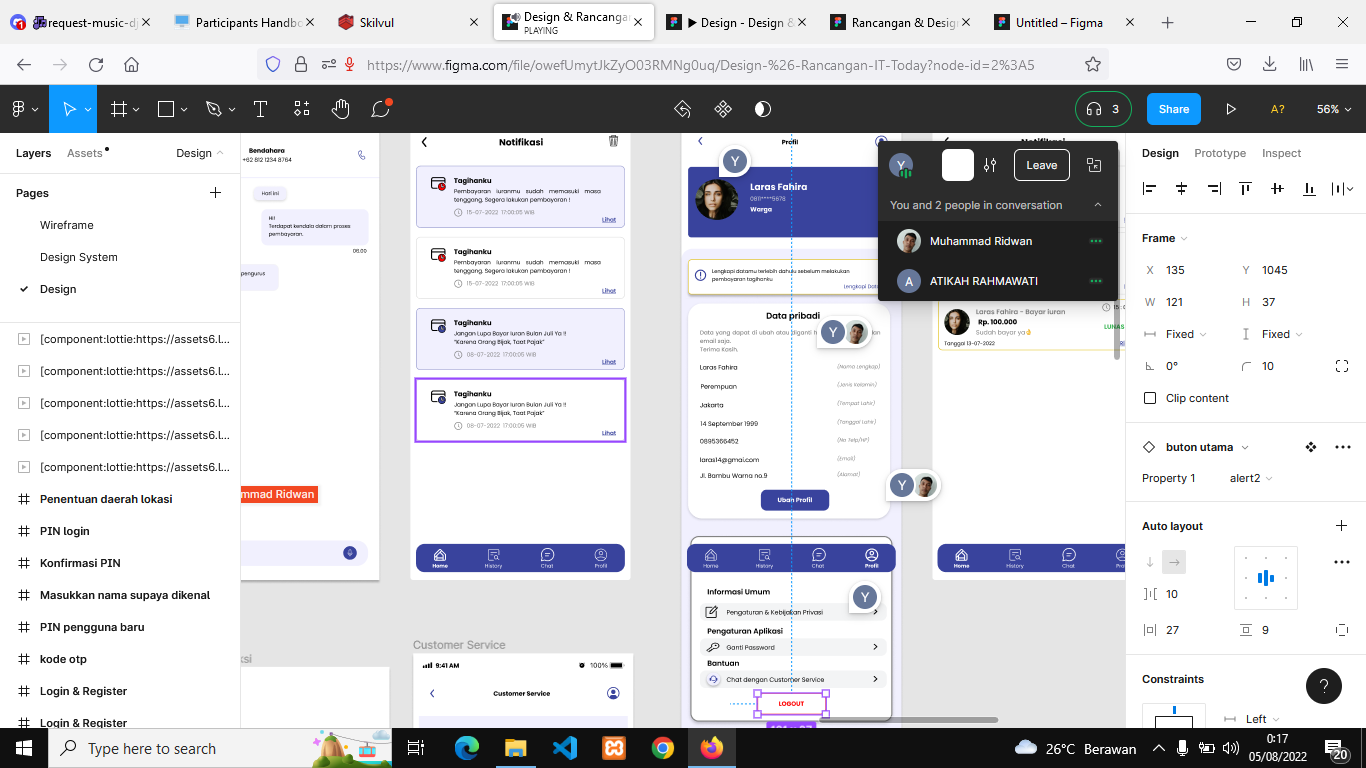 request-music-dj
Participants Handbo
Skilvul
Design & Rancangan
PLAYING
Design - Design &
Rancangan & Design
Untitled – Figma
https://www.figma.com/file/owefUmytJkZyO03RMNg0uq/Design-%26-Rancangan-IT-Today?node-id=2%3A5
3
Share
A?
56%
Layers
Assets
Design
Pages
Wireframe
Design System
Design
[component:lottie:https://assets6.l...
[component:lottie:https://assets6.l...
[component:lottie:https://assets6.l...
[component:lottie:https://assets6.l...
[component:lottie:https://assets6.l...
Penentuan daerah lokasi
PIN login
Konfirmasi PIN
Masukkan nama supaya dikenal
PIN pengguna baru
kode otp
Login & Register
Login & Register
Bendahara
+62 812 1234 8764
Hari ini
Hi!
Terdapat kendala dalam proses
pembayaran.
06.00
pengurus
mmad Ridwan
Notifikasi
Tagihanku
Pembayaran iuranmu sudah memasuki masa
tenggang, Segera lakukan pembayaran !
15-07-2022 17:00:05 WIB
Lihat
Tagihanku
Pembayaran iuranmu sudah memasuki masa
tenggang, Segera lakukan pembayaran !
15-07-2022 17:00:05 WIB
Lihat
Tagihanku
Jangan Lupa Bayar Iuran Bulan Juli Ya !!
"Karena Orang Bijak, Taat Pajak"
08-07-2022 17:00:05 WIB
Lihat
Tagihanku
Jangan Lupa Bayar Iuran Bulan Juli Ya !!
"Karena Orang Bijak, Taat Pajak"
08-07-2022 17:00:05 WIB
Lihat
Home
History
Chat
Profil
Customer Service
9:41 AM
100%
Customer Service
Profil
Y
Laras Fahira
0811****5676
Warga
Lengkapi datamu terlebih dahulu sebelum melakukan
pembayaran tagihanku
Lengkapi Data
Data pribadi
Data yang dapat di ubah atau diganti
email saja.
Terima Kasih.
Y
Laras Fahira
(Nama Lengkap)
Perempuan
(Jenis Kelamin)
Jakarta
(Tempat Lahir)
14 September 1999
(Tanggal Lahir)
0895366452
(No Telp/HP)
laras14@gmai.com
(Email)
Jl. Bambu Warna no.9
(Alamat)
Y
Ubah Profil
Home
History
Chat
Profil
Informasi Umum
Y
Pengaturan & Kebijakan Privasi
Pengaturan Aplikasi
Ganti Password
Bantuan
Chat dengan Customer Service
LOGOUT
Y
Leave
You and 2 people in conversation
Muhammad Ridwan
A
ATIKAH RAHMAWATI
Laras Fahira - Bayar Iuran
Rp. 100.000
Sudah bayar ya
LUNAS
Tanggal 13-07-2022
Home
History
Chat
Design
Prototype
Inspect
Frame
X
135
Y
1045
W
121
H
37
Fixed
Fixed
0°
10
Clip content
buton utama
Property 1
alert2
Auto layout
10
27
9
Constraints
Left
?
Type here to search
26°C Berawan
0:17
05/08/2022
20